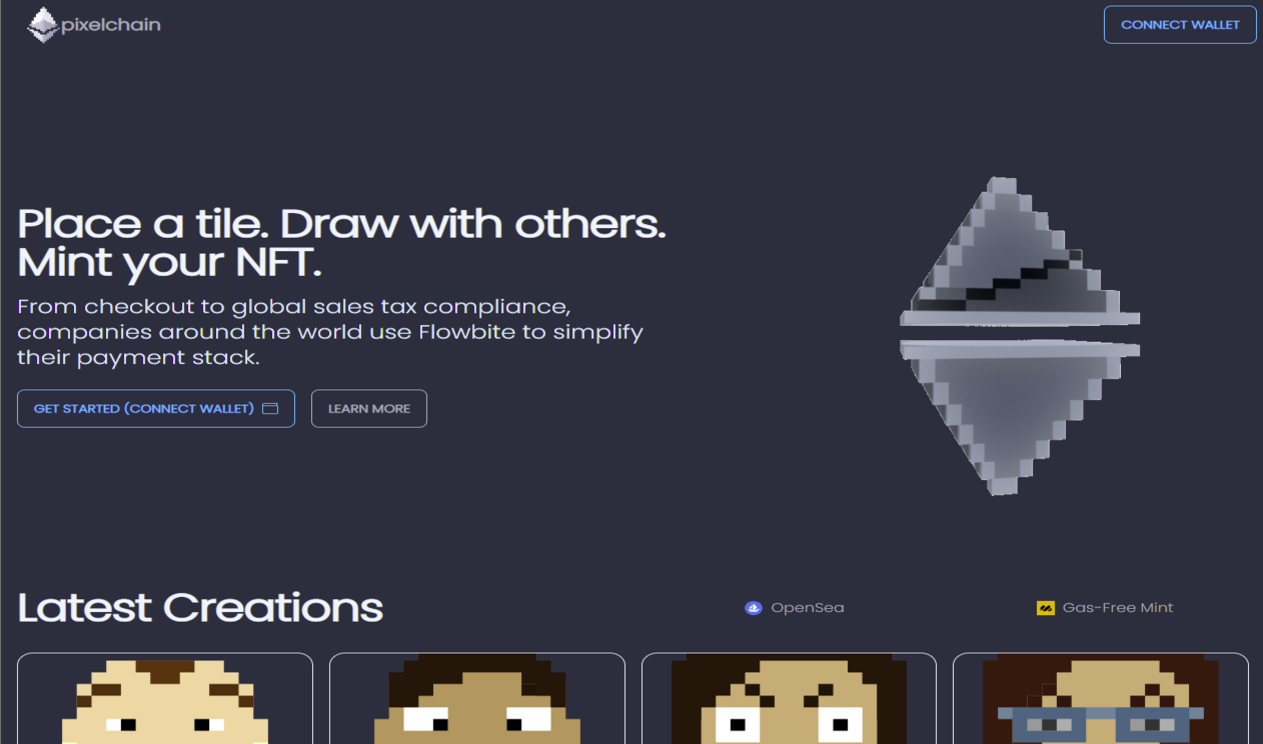 pixelchain
CONNECT WALLET
Place a tile. Draw with others.
Mint your NFT.
From checkout to global sales tax compliance,
companies around the world use Flowbite to simplify
their payment stack.
GET STARTED (CONNECT WALLET)
LEARN MORE
Latest Creations
OpenSea
Gas-Free Mint